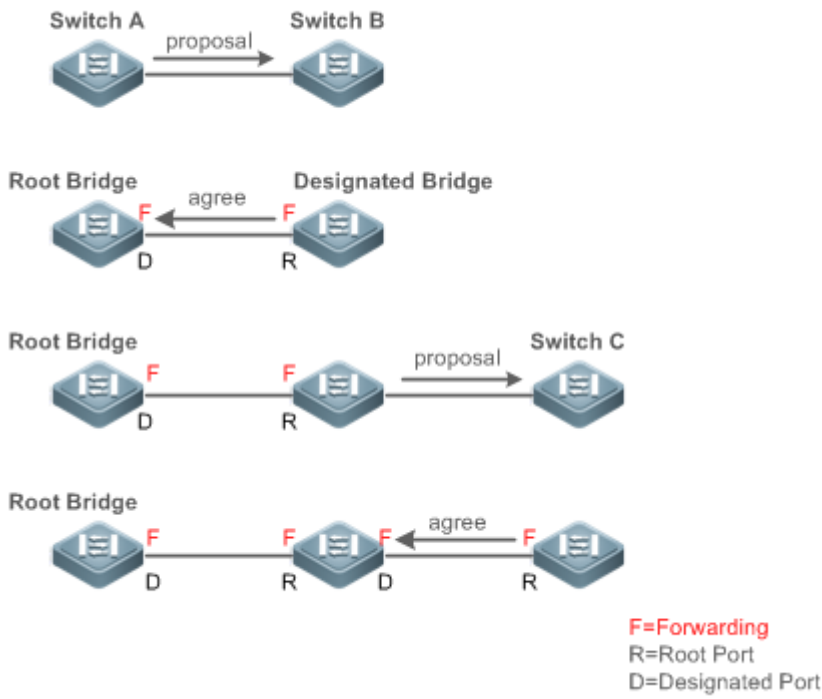 Switch A
Switch B
proposal
Root Bridge
Designated Bridge
F
agree
F
D
R
Root Bridge
Switch C
F
F
proposal
D
R
Root Bridge
F
F
F
agree
F
D
R
D
R
F=Forwarding
R=Root Port
D=Designated Port